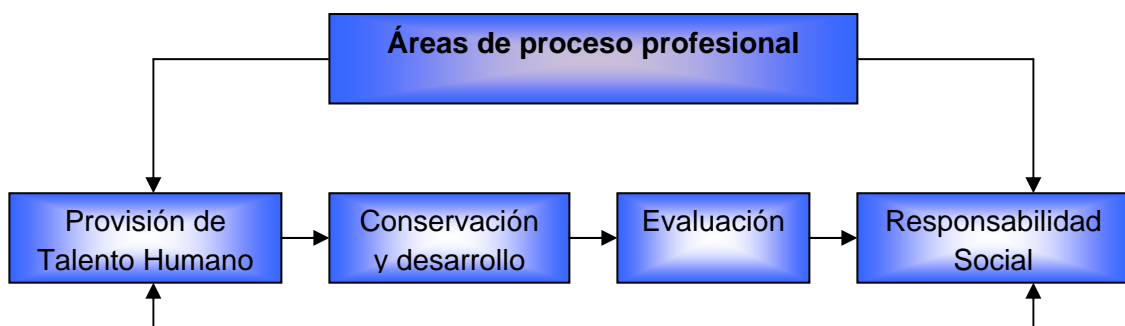 Áreas de proceso profesional
Provisión de
Talento Humano
Conservación
y desarrollo
Evaluación
Responsabilidad
Social